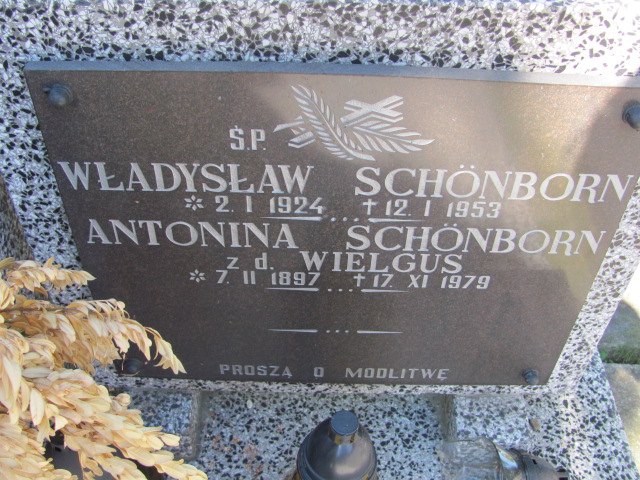 Ś.P.
WŁADYSŁAW SCHÖNBORN
* 2. I 1924 † 12. I 1953
ANTONINA SCHÖNBORN
z d. WIELGUS
* 7. II 1897 † 17. XI 1979
PROSZĄ O MODLITWĘ